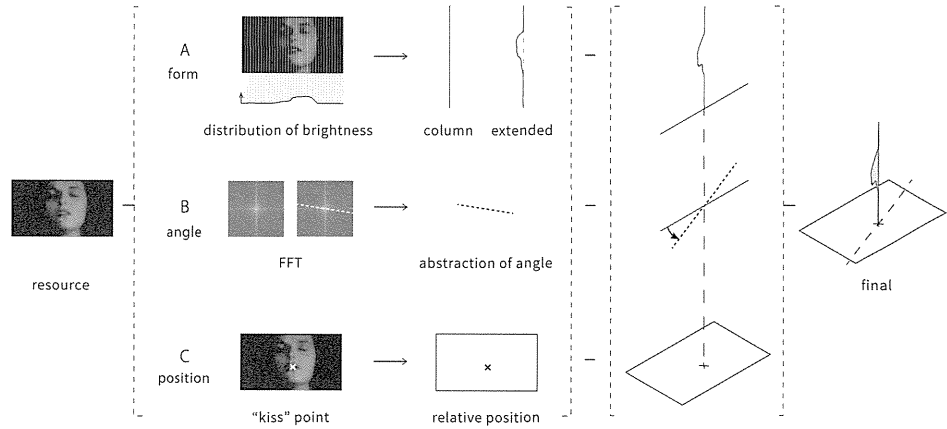 A
form
distribution of brightness
column extended
B
angle
FFT
abstraction of angle
resource
final
C
position
“kiss” point
relative position